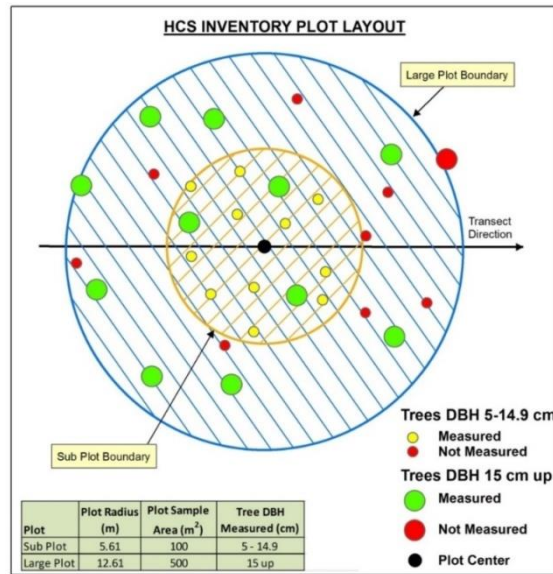 HCS INVENTORY PLOT LAYOUT
Large Plot Boundary
Transect
Direction
Sub Plot Boundary
Trees DBH 5-14.9 cm
Measured
Not Measured
Trees DBH 15 cm up
Measured
Not Measured
Plot Center
Plot Plot Radius (m) Plot Sample Area (m²) Tree DBH Measured (cm)
Sub Plot 5.61 100 5 - 14.9
Large Plot 12.61 500 15 up